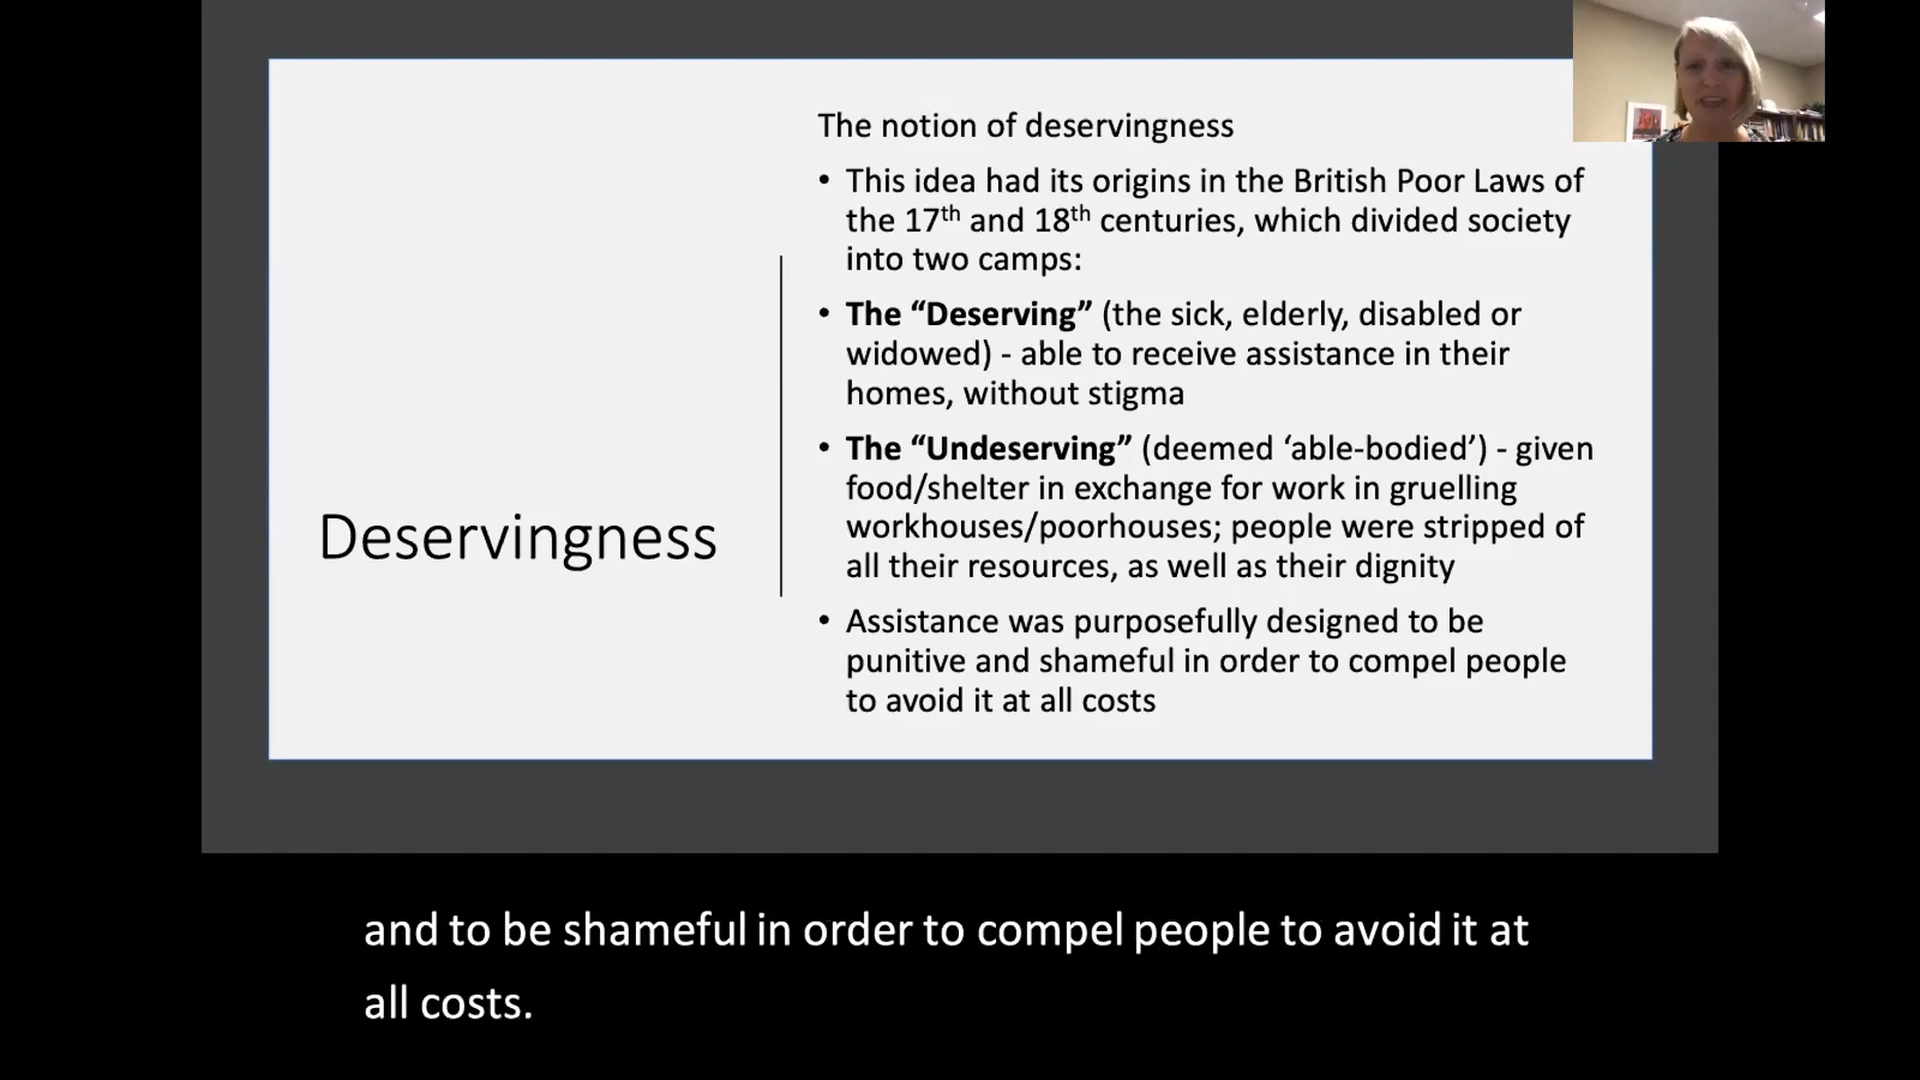 Deservingness
The notion of deservingness
• This idea had its origins in the British Poor Laws of
the 17th and 18th centuries, which divided society
into two camps:
• The “Deserving” (the sick, elderly, disabled or
widowed) - able to receive assistance in their
homes, without stigma
• The “Undeserving” (deemed ‘able-bodied’) - given
food/shelter in exchange for work in gruelling
workhouses/poorhouses; people were stripped of
all their resources, as well as their dignity
• Assistance was purposefully designed to be
punitive and shameful in order to compel people
to avoid it at all costs
and to be shameful in order to compel people to avoid it at
all costs.